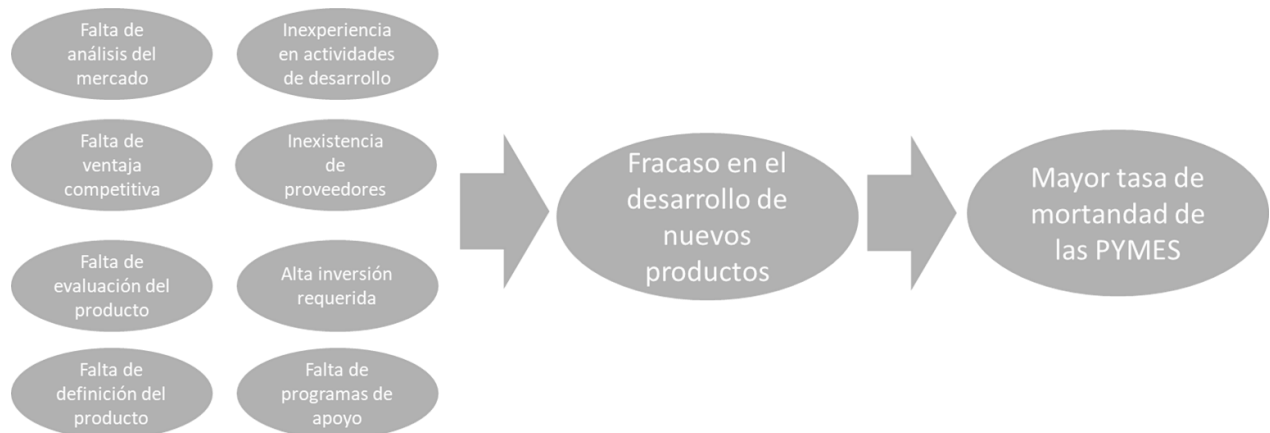 Falta de
análisis del
mercado
Inexperiencia
en actividades
de desarrollo
Falta de
ventaja
competitiva
Inexistencia
de
proveedores
Falta de
evaluación del
producto
Alta inversión
requerida
Falta de
definición del
producto
Falta de
programas de
apoyo
Fracaso en el
desarrollo de
nuevos
productos
Mayor tasa de
mortandad de
las PYMES